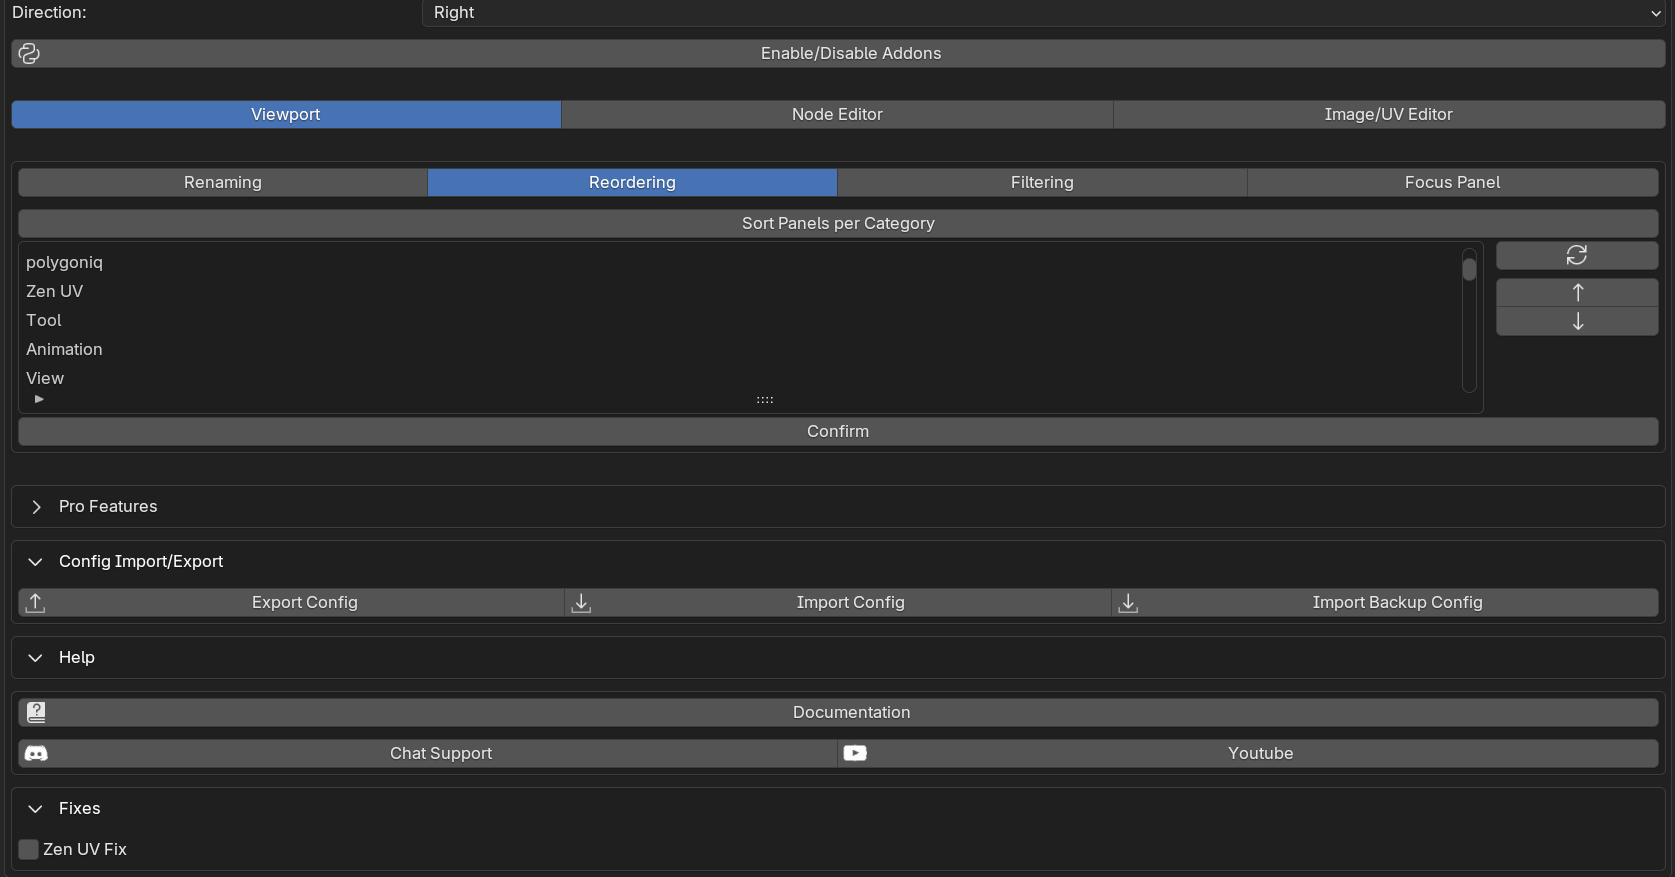 Direction: Right
Enable/Disable Addons
Viewport Node Editor Image/UV Editor
Renaming Reordering Filtering Focus Panel
Sort Panels per Category
polygoniq
Zen UV
Tool
Animation
View
Confirm
Pro Features
Config Import/Export
Export Config Import Config Import Backup Config
Help
Documentation
Chat Support Youtube
Fixes
Zen UV Fix